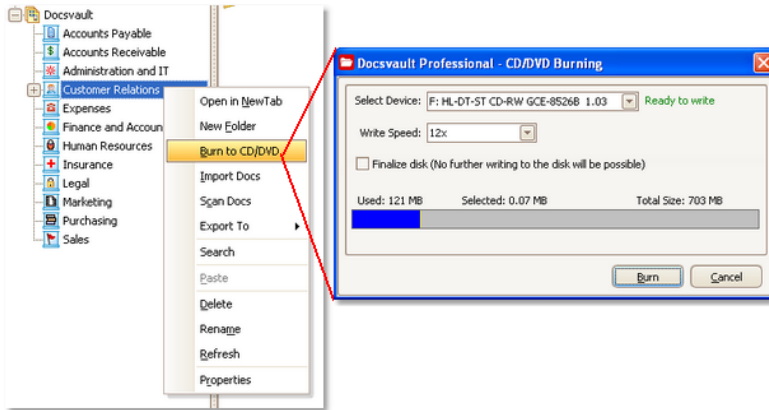 Docsvault
Accounts Payable
Accounts Receivable
Administration and IT
Customer Relations
Expenses
Finance and Accoun
Human Resources
Insurance
Legal
Marketing
Purchasing
Sales
Open in NewTab
New Folder
Burn to CD/DVD
Import Docs
Scan Docs
Export To
Search
Paste
Delete
Rename
Refresh
Properties
Docsvault Professional - CD/DVD Burning
Select Device: F: HL-DT-ST CD-RW GCE-8526B 1.03 Ready to write
Write Speed: 12x
Finalize disk (No further writing to the disk will be possible)
Used: 121 MB Selected: 0.07 MB Total Size: 703 MB
Burn Cancel